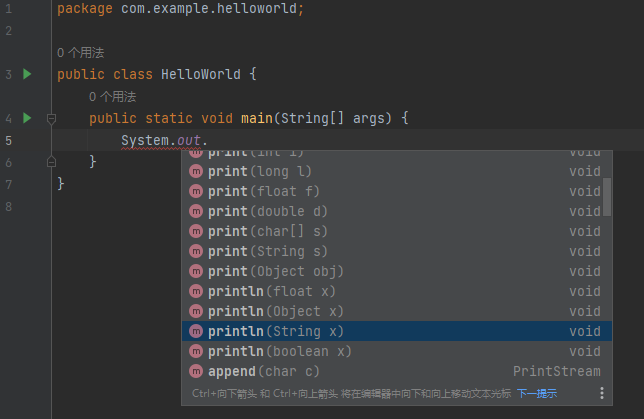 1 package com.example.helloworld;
2
0 个用法
3 public class HelloWorld {
0 个用法
4 public static void main(String[] args) {
5 System.out.
6 }
7 }
8
m print(int i) void
m print(long l) void
m print(float f) void
m print(double d) void
m print(char[] s) void
m print(String s) void
m print(Object obj) void
m println(float x) void
m println(Object x) void
m println(String x) void
m println(boolean x) void
m append(char c) PrintStream
Ctrl+向下箭头 和 Ctrl+向上箭头 将在编辑器中向下和向上移动文本光标 下一提示